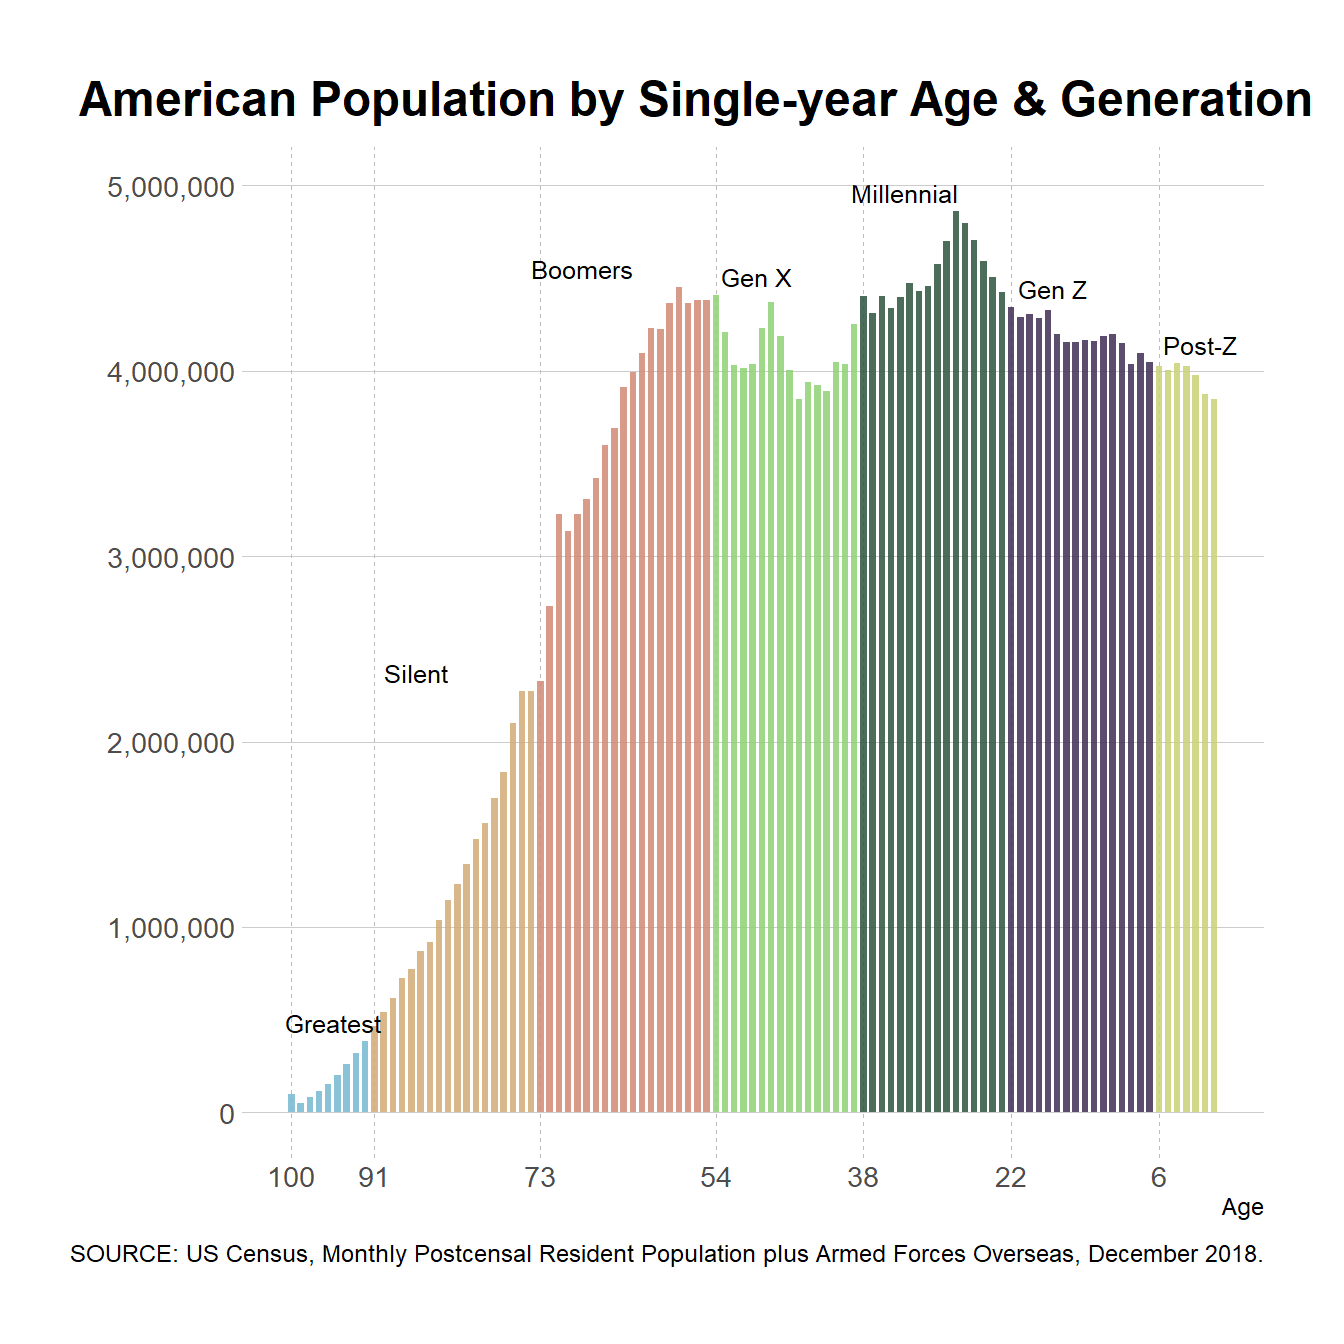 American Population by Single-year Age & Generation
5,000,000
Millennial
Boomers
Gen X
Gen Z
Post-Z
4,000,000
3,000,000
Silent
2,000,000
1,000,000
Greatest
0
100 91 73 54 38 22 6
Age
SOURCE: US Census, Monthly Postcensal Resident Population plus Armed Forces Overseas, December 2018.